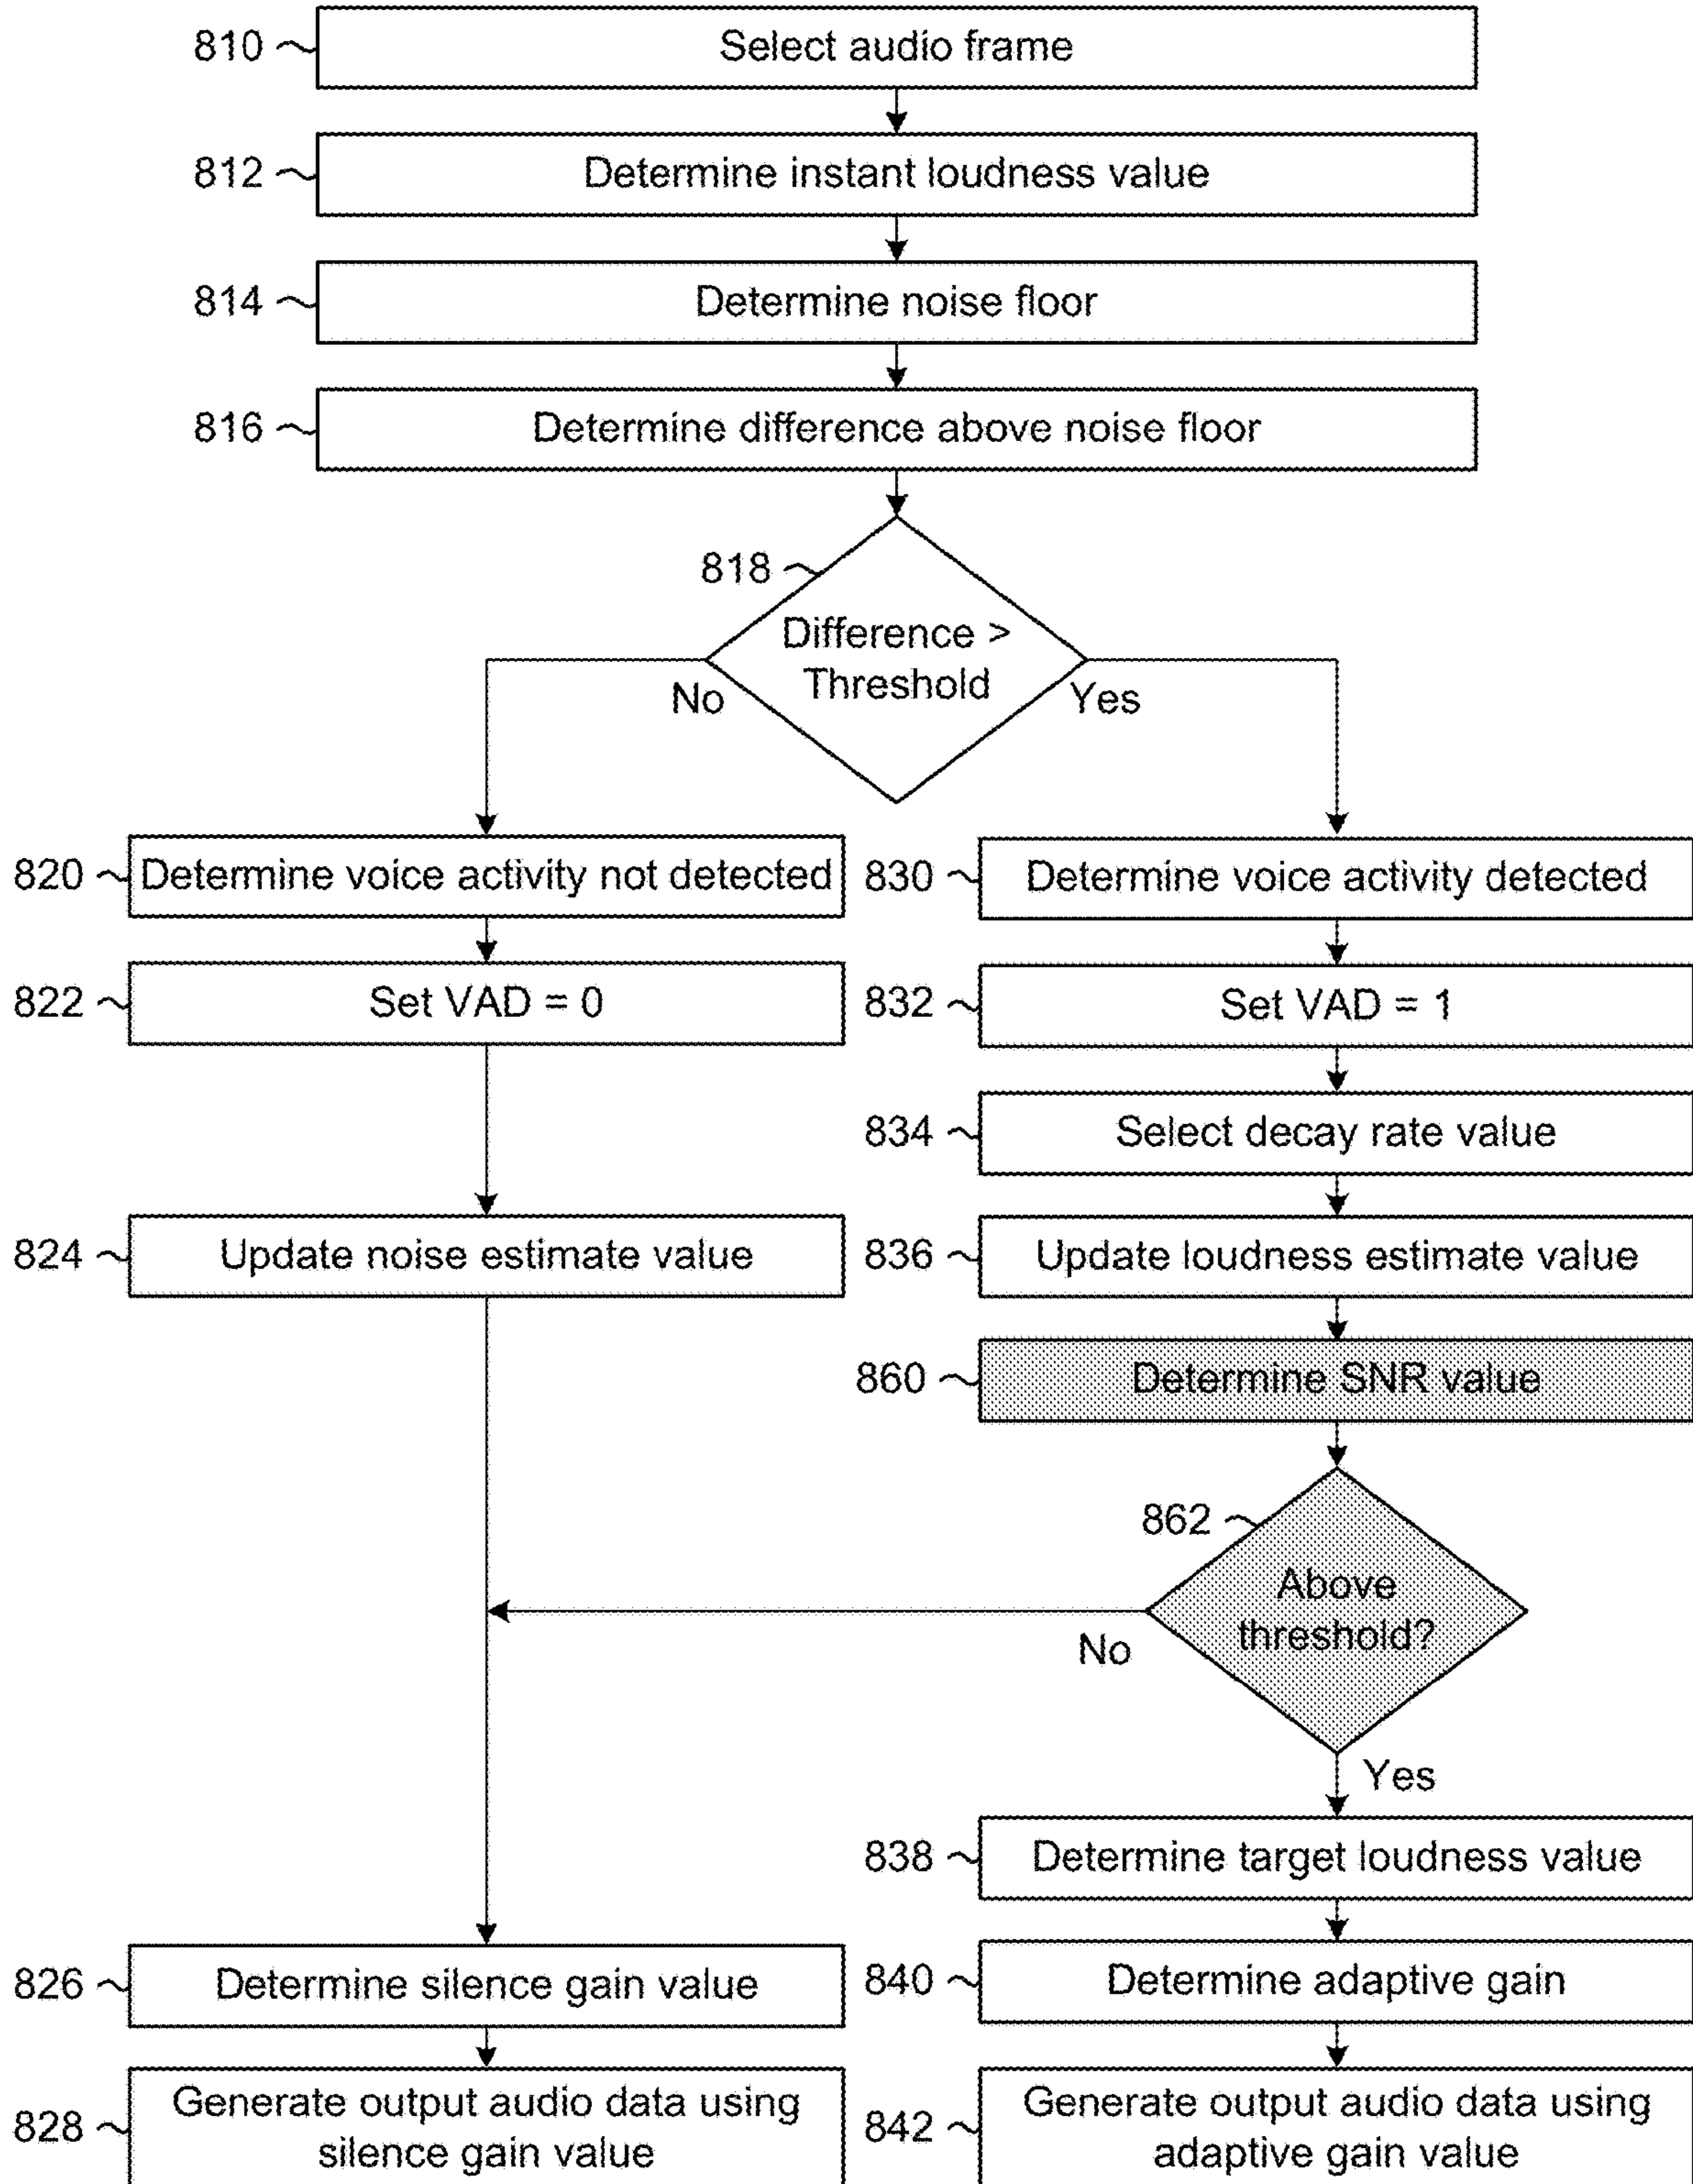 810
Select audio frame
812
Determine instant loudness value
814
Determine noise floor
816
Determine difference above noise floor
818
Difference >
Threshold
No
Yes
820
Determine voice activity not detected
830
Determine voice activity detected
822
Set VAD = 0
832
Set VAD = 1
834
Select decay rate value
824
Update noise estimate value
836
Update loudness estimate value
860
Determine SNR value
862
Above
threshold?
No
Yes
838
Determine target loudness value
826
Determine silence gain value
840
Determine adaptive gain
828
Generate output audio data using
silence gain value
842
Generate output audio data using
adaptive gain value